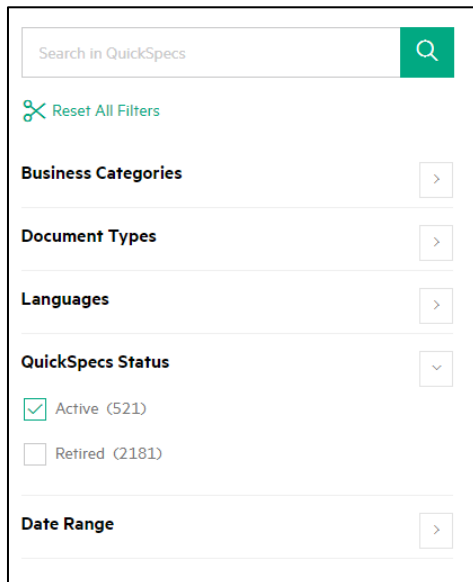 Search in QuickSpecs
Reset All Filters
Business Categories
Document Types
Languages
QuickSpecs Status
Active (521)
Retired (2181)
Date Range